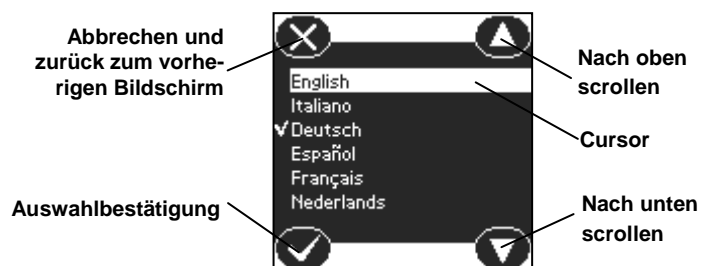 Abbrechen und
zurück zum vorhe-
rigen Bildschirm
Nach oben
scrollen
English
Italiano
Deutsch
Español
Français
Nederlands
Cursor
Auswahlbestätigung
Nach unten
scrollen